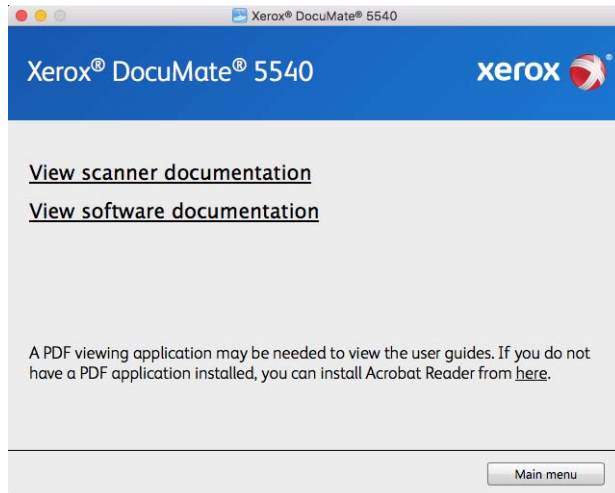 Xerox® DocuMate® 5540
Xerox® DocuMate® 5540
xerox ®
View scanner documentation
View software documentation
A PDF viewing application may be needed to view the user guides. If you do not
have a PDF application installed, you can install Acrobat Reader from here.
Main menu